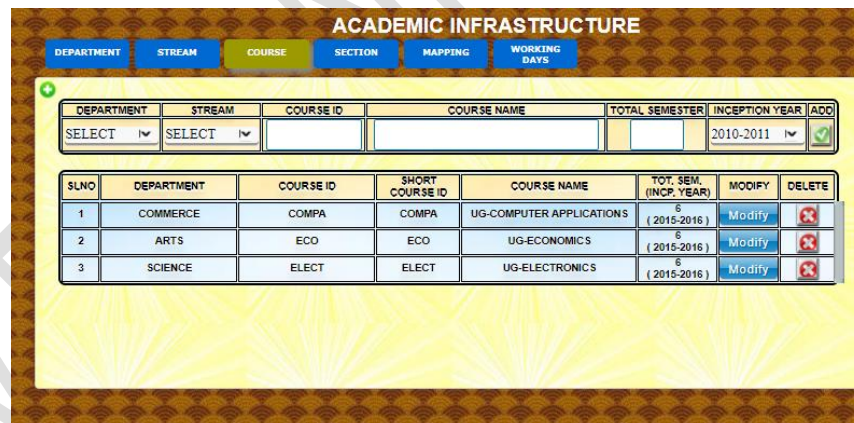 ACADEMIC INFRASTRUCTURE
DEPARTMENT STREAM COURSE SECTION MAPPING WORKING DAYS
DEPARTMENT STREAM COURSE ID COURSE NAME TOTAL SEMESTER INCEPTION YEAR ADD
SELECT SELECT 2010-2011
SLNO DEPARTMENT COURSE ID SHORT COURSE ID COURSE NAME TOT. SEM. (INCP. YEAR) MODIFY DELETE
1 COMMERCE COMPA COMPA UG-COMPUTER APPLICATIONS 6 ( 2015-2016 ) Modify
2 ARTS ECO ECO UG-ECONOMICS 6 ( 2015-2016 ) Modify
3 SCIENCE ELECT ELECT UG-ELECTRONICS 6 ( 2015-2016 ) Modify